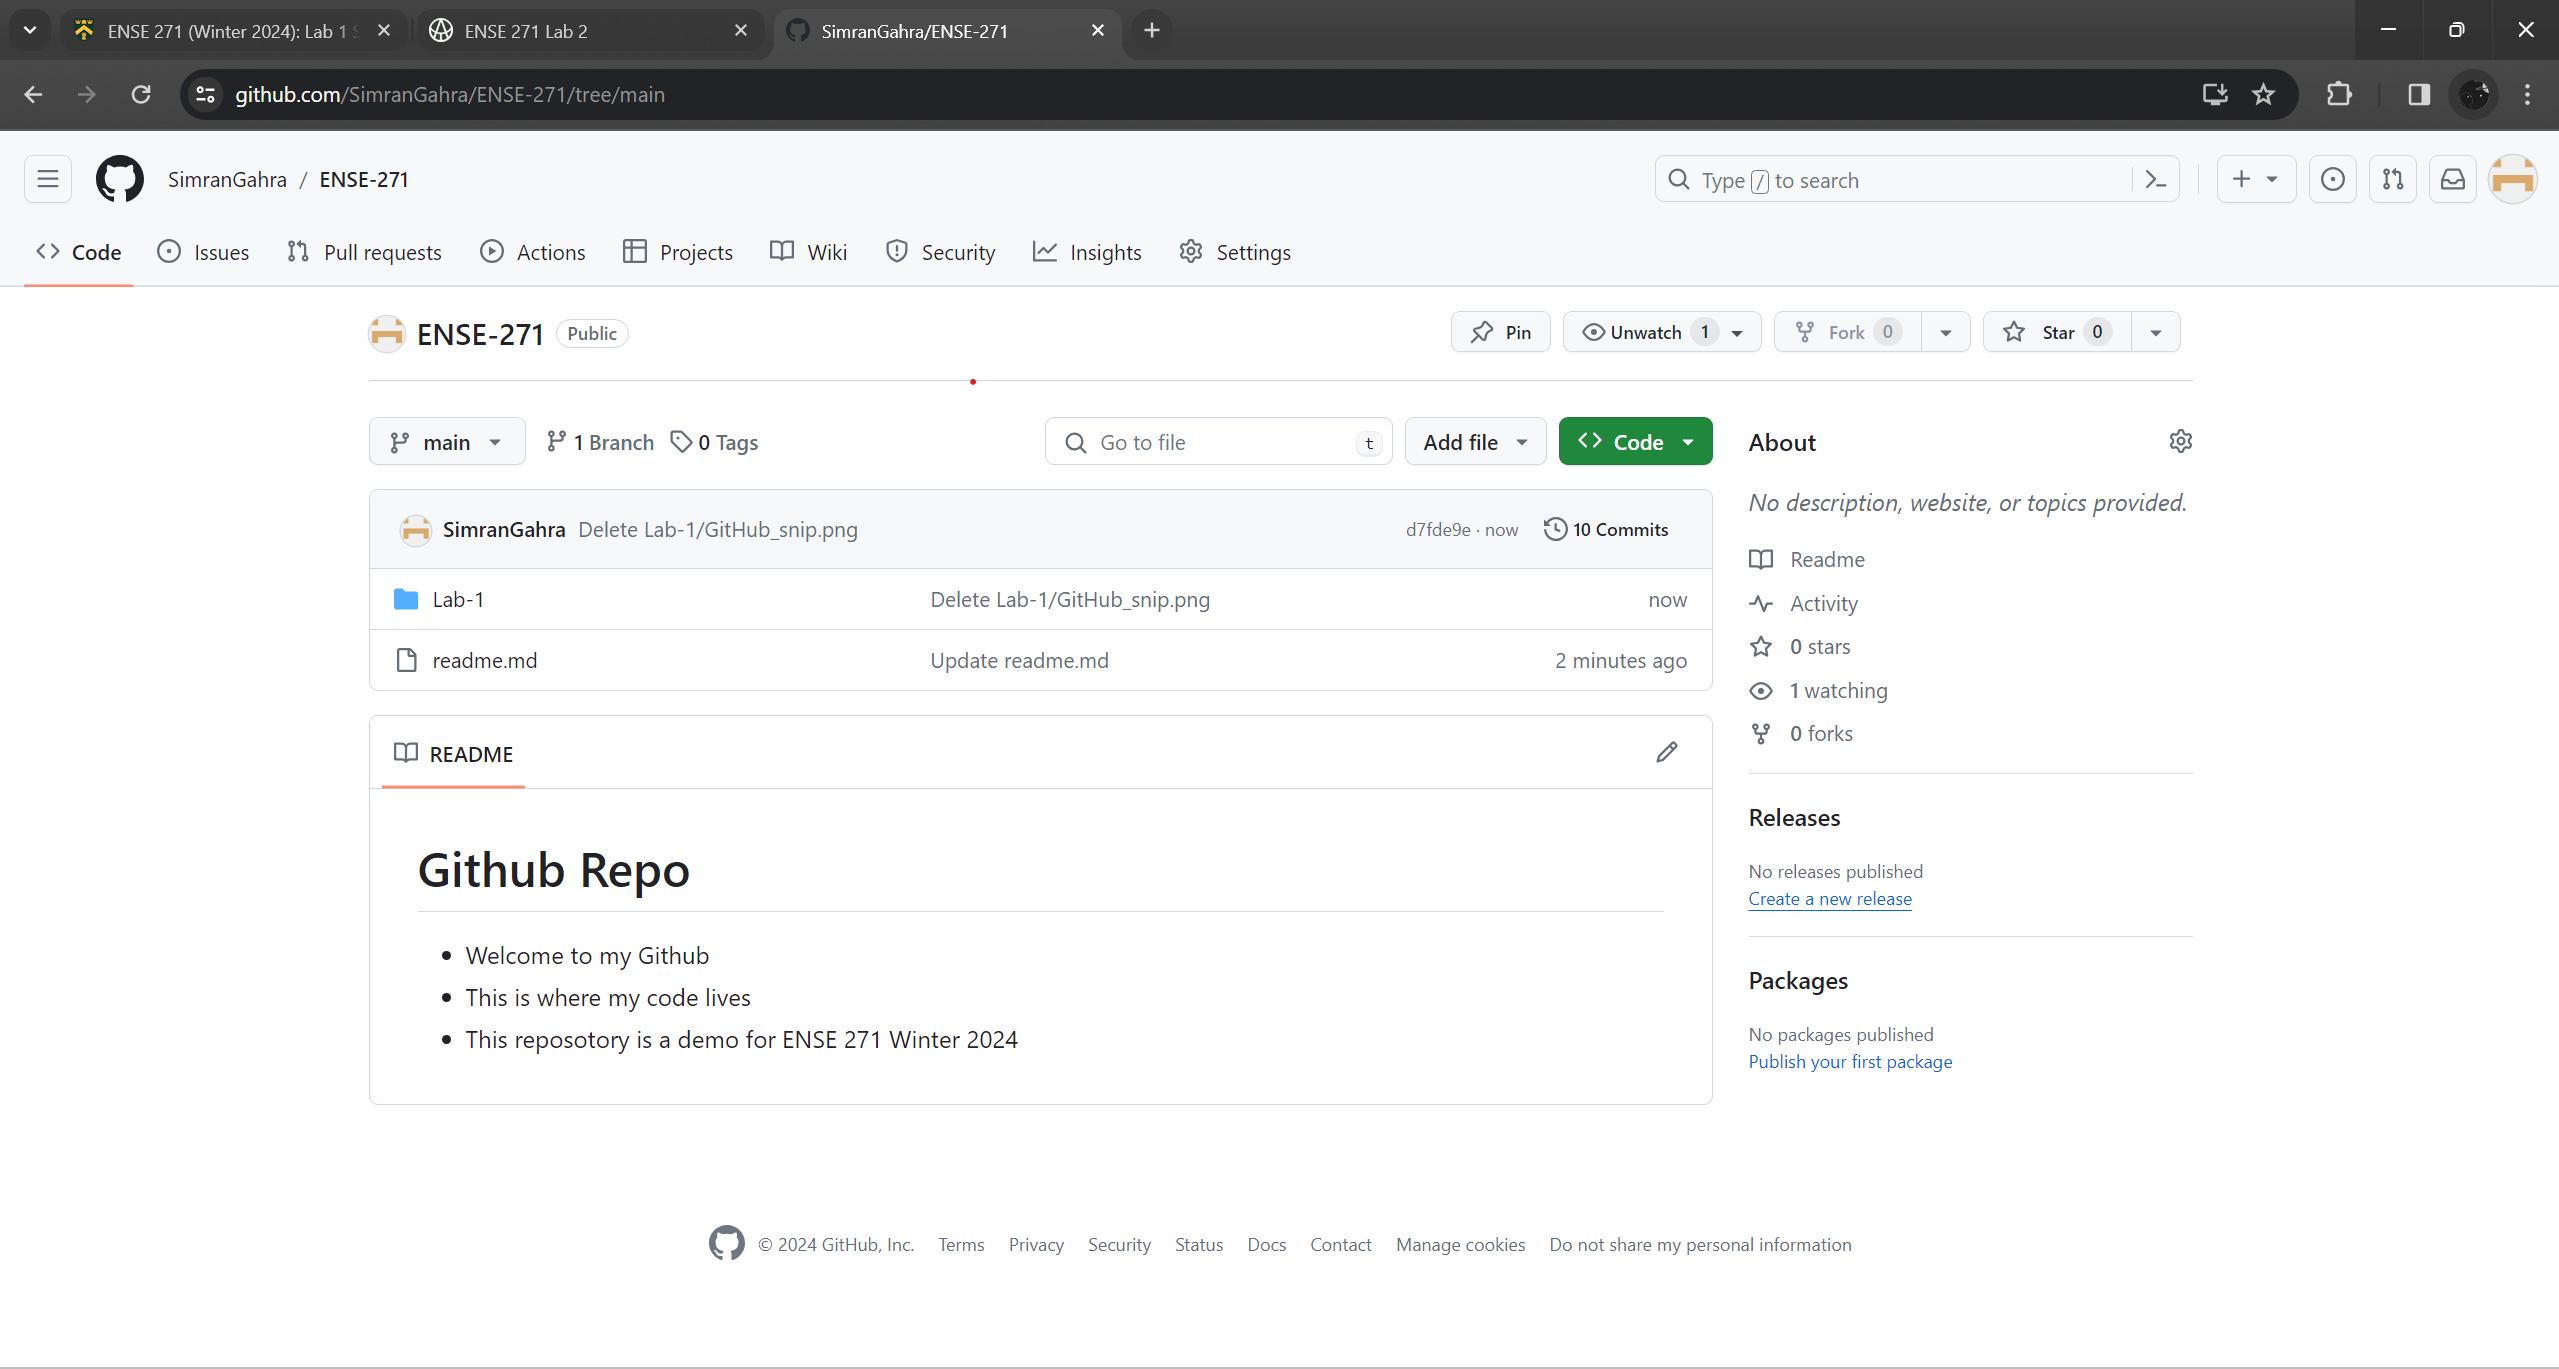 ENSE 271 (Winter 2024): Lab 1 S
ENSE 271 Lab 2
SimranGahra/ENSE-271
github.com/SimranGahra/ENSE-271/tree/main
SimranGahra / ENSE-271
Type / to search
Code Issues Pull requests Actions Projects Wiki Security Insights Settings
ENSE-271 Public
Pin Unwatch 1 Fork 0 Star 0
main 1 Branch 0 Tags Go to file t Add file Code
SimranGahra Delete Lab-1/GitHub_snip.png d7fde9e · now 10 Commits
Lab-1 Delete Lab-1/GitHub_snip.png now
readme.md Update readme.md 2 minutes ago
README
Github Repo
• Welcome to my Github
• This is where my code lives
• This reposotory is a demo for ENSE 271 Winter 2024
About
No description, website, or topics provided.
Readme
Activity
0 stars
1 watching
0 forks
Releases
No releases published
Create a new release
Packages
No packages published
Publish your first package
© 2024 GitHub, Inc. Terms Privacy Security Status Docs Contact Manage cookies Do not share my personal information